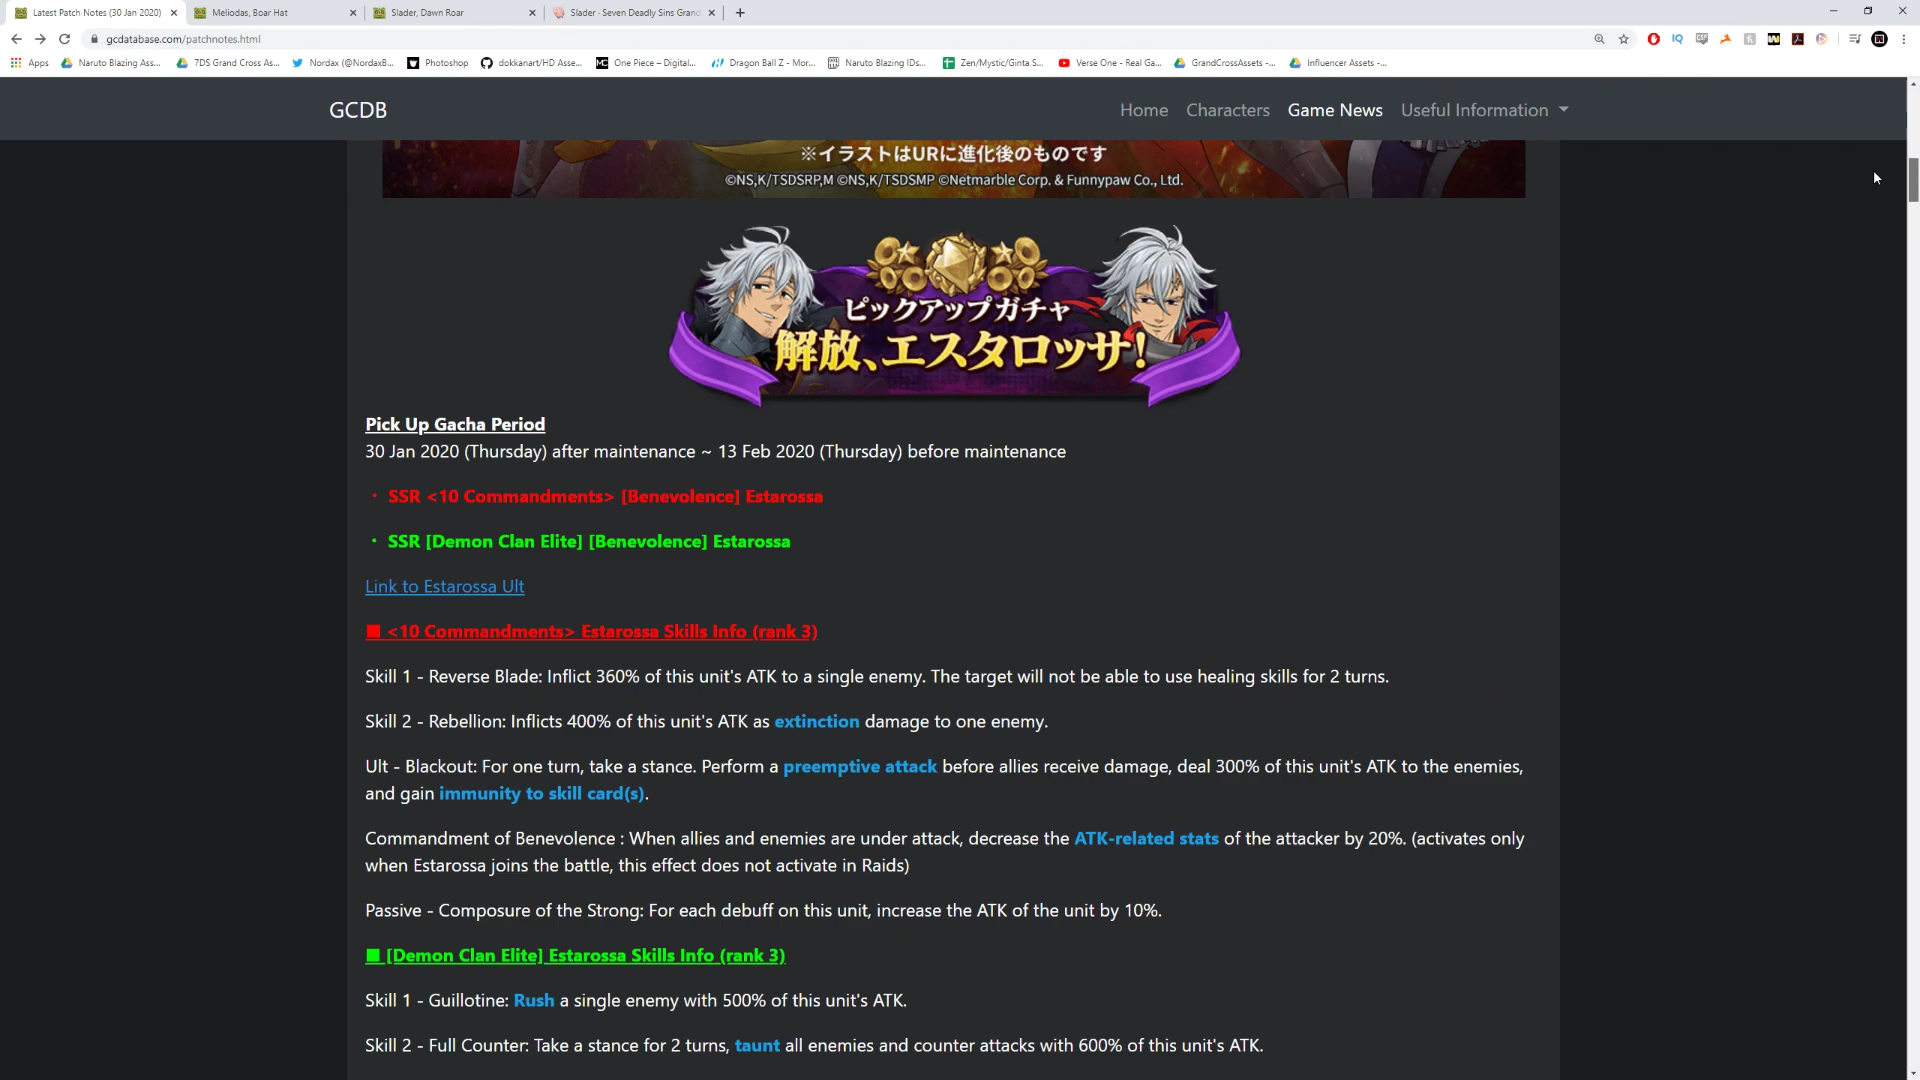 Latest Patch Notes (30 Jan 2020)
Meliodas, Boar Hat
Slader, Dawn Roar
Slader - Seven Deadly Sins Grand
gcdatabase.com/patchnotes.html
Apps
Naruto Blazing Ass...
7DS Grand Cross As...
Nordax (@NordaxB...
Photoshop
dokkanart/HD Asse...
One Piece – Digital...
Dragon Ball Z - Mor...
Naruto Blazing IDs...
Zen/Mystic/Ginta S...
Verse One - Real Ga...
GrandCrossAssets -...
Influencer Assets -...
GCDB
Home Characters Game News Useful Information
※イラストはURに進化後のものです
©NS,K/TSDSRP,M ©NS,K/TSDSMP ©Netmarble Corp. & Funnypaw Co., Ltd.
ピックアップガチャ
解放、エスタロッサ!
Pick Up Gacha Period
30 Jan 2020 (Thursday) after maintenance ~ 13 Feb 2020 (Thursday) before maintenance
・ SSR <10 Commandments> [Benevolence] Estarossa
・ SSR [Demon Clan Elite] [Benevolence] Estarossa
Link to Estarossa Ult
■ <10 Commandments> Estarossa Skills Info (rank 3)
Skill 1 - Reverse Blade: Inflict 360% of this unit's ATK to a single enemy. The target will not be able to use healing skills for 2 turns.
Skill 2 - Rebellion: Inflicts 400% of this unit's ATK as extinction damage to one enemy.
Ult - Blackout: For one turn, take a stance. Perform a preemptive attack before allies receive damage, deal 300% of this unit's ATK to the enemies,
and gain immunity to skill card(s).
Commandment of Benevolence : When allies and enemies are under attack, decrease the ATK-related stats of the attacker by 20%. (activates only
when Estarossa joins the battle, this effect does not activate in Raids)
Passive - Composure of the Strong: For each debuff on this unit, increase the ATK of the unit by 10%.
■ [Demon Clan Elite] Estarossa Skills Info (rank 3)
Skill 1 - Guillotine: Rush a single enemy with 500% of this unit's ATK.
Skill 2 - Full Counter: Take a stance for 2 turns, taunt all enemies and counter attacks with 600% of this unit's ATK.